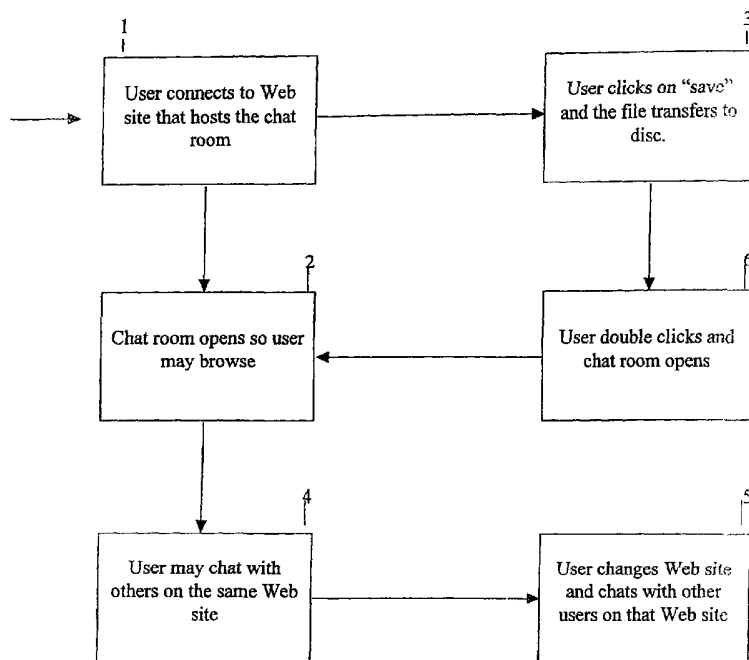 1
3
User connects to Web
site that hosts the chat
room
User clicks on “save”
and the file transfers to
disc.
2
6
Chat room opens so user
may browse
User double clicks and
chat room opens
4
5
User may chat with
others on the same Web
site
User changes Web site
and chats with other
users on that Web site